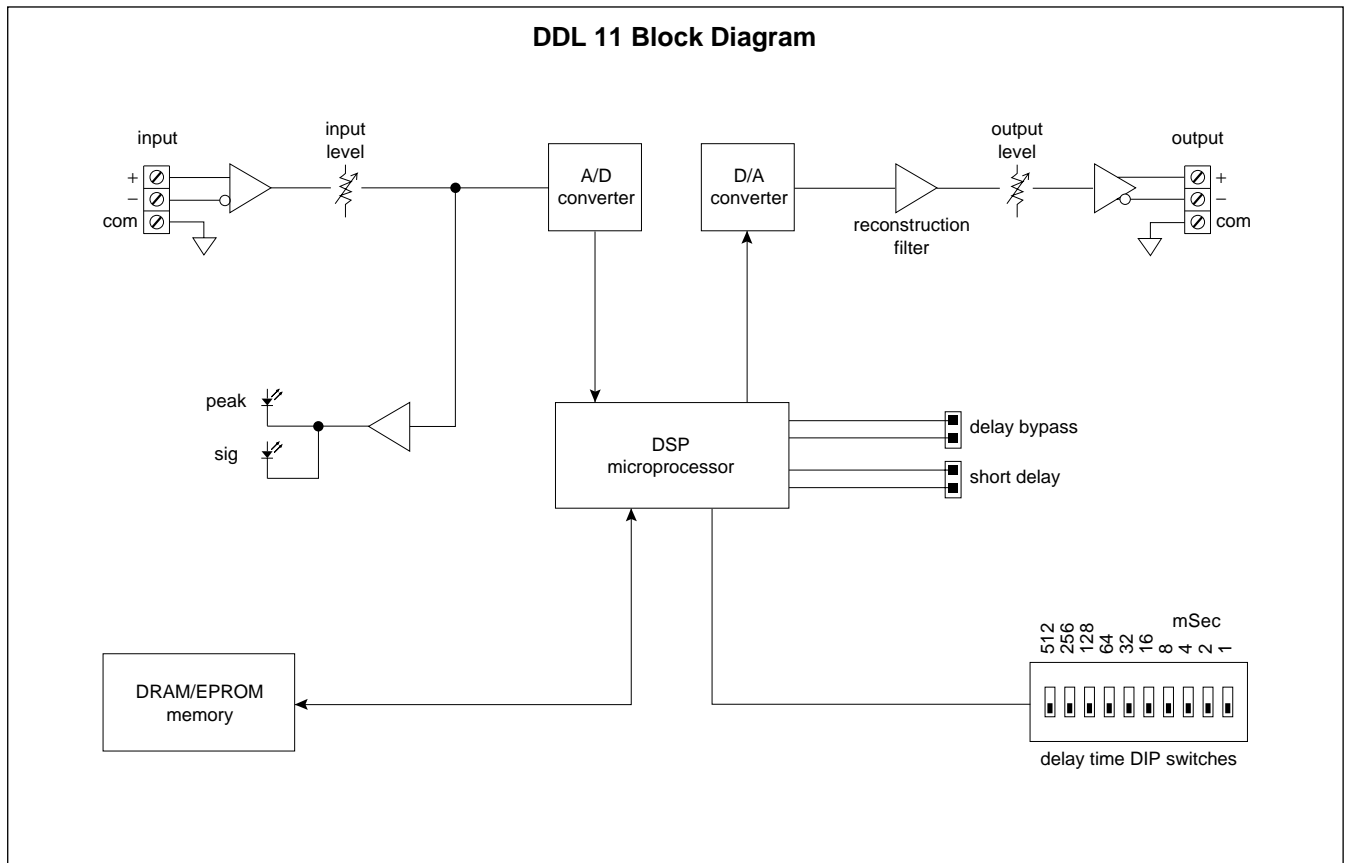 DDL 11 Block Diagram
input
input
level
output
level
output
A/D
converter
D/A
converter
+
−
com
+
−
com
reconstruction
filter
peak
sig
DSP
microprocessor
delay bypass
short delay
mSec
512
256
128
64
32
16
8
4
2
1
DRAM/EPROM
memory
delay time DIP switches